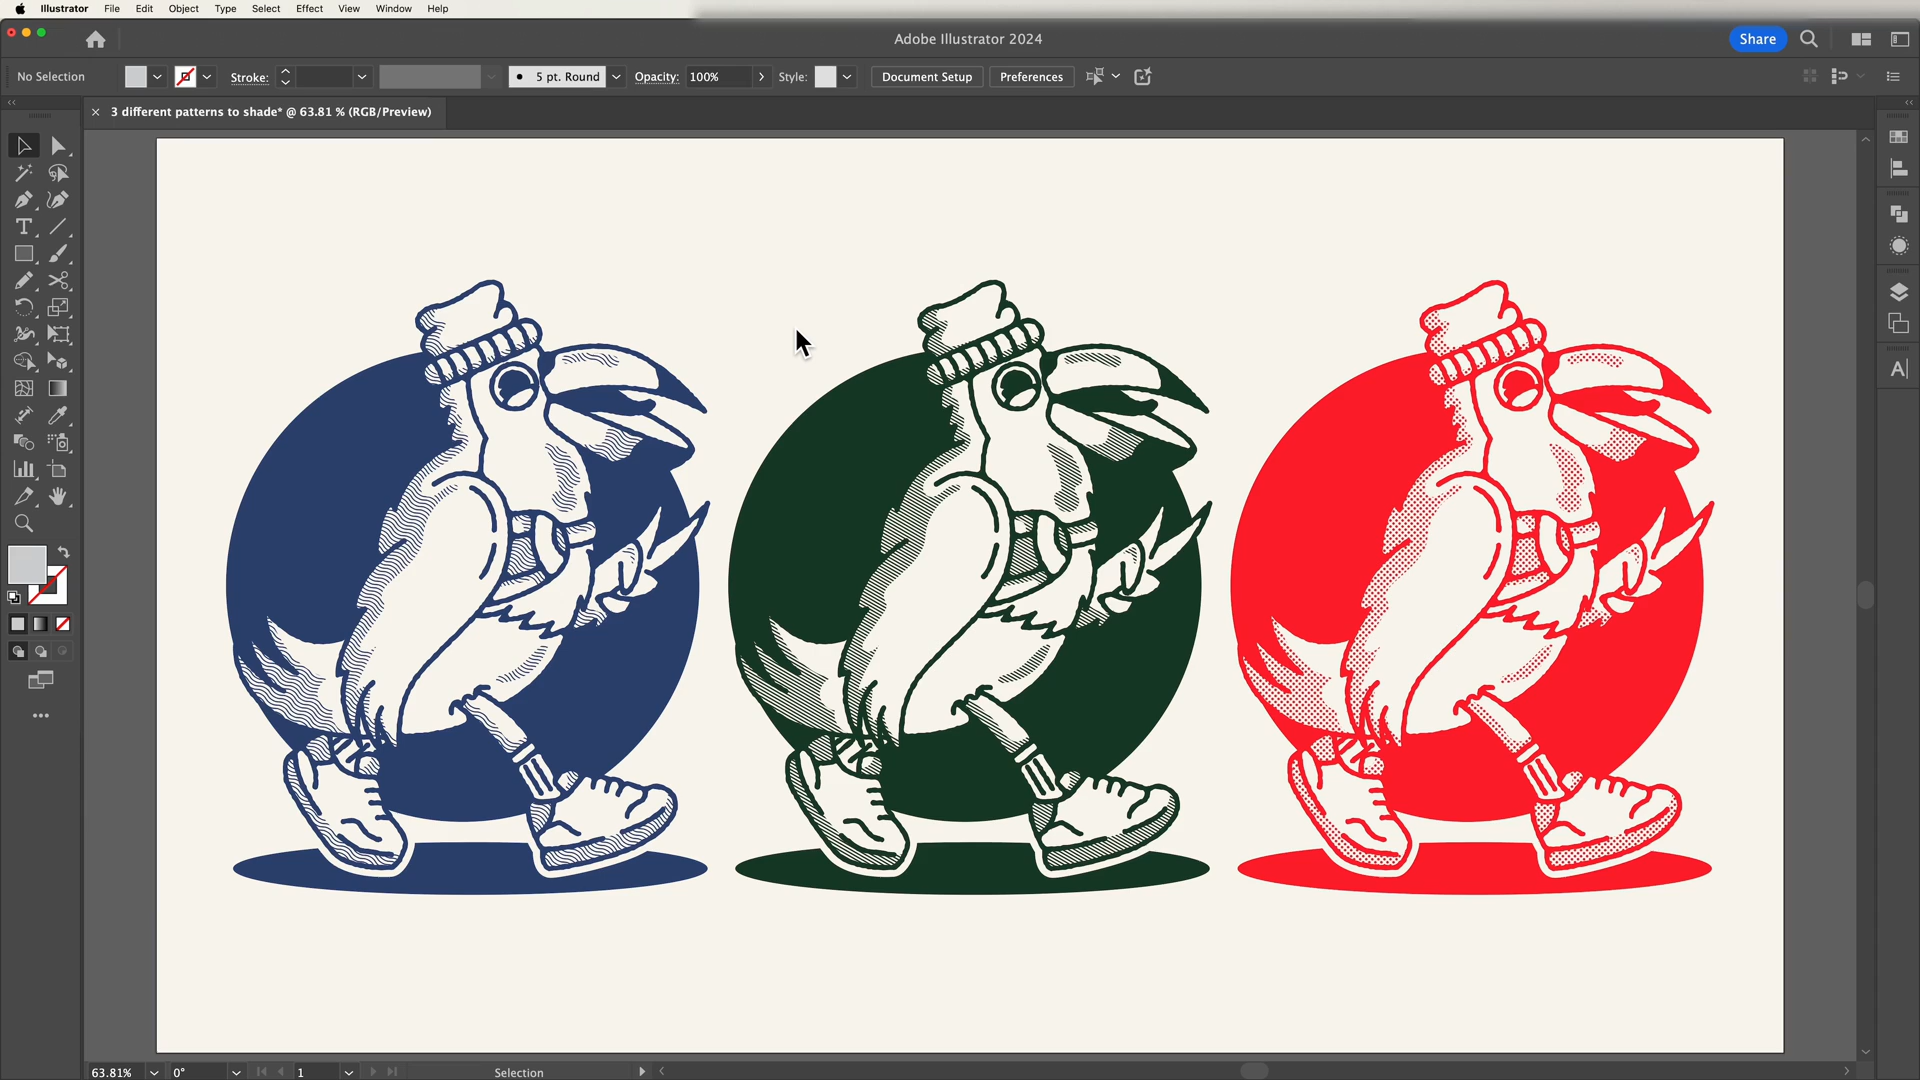 Illustrator File Edit Object Type Select Effect View Window Help
Adobe Illustrator 2024
Share
No Selection
Stroke:
5 pt. Round
Opacity: 100%
Style:
Document Setup
Preferences
× 3 different patterns to shade* @ 63.81 % (RGB/Preview)
T
A
63.81%
0°
1
Selection